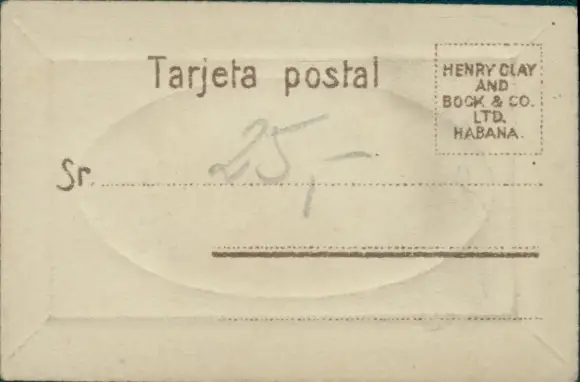 Tarjeta postal
HENRY CLAY
AND
BOCK & CO.
LTD.
HABANA.
25,-
Sr.